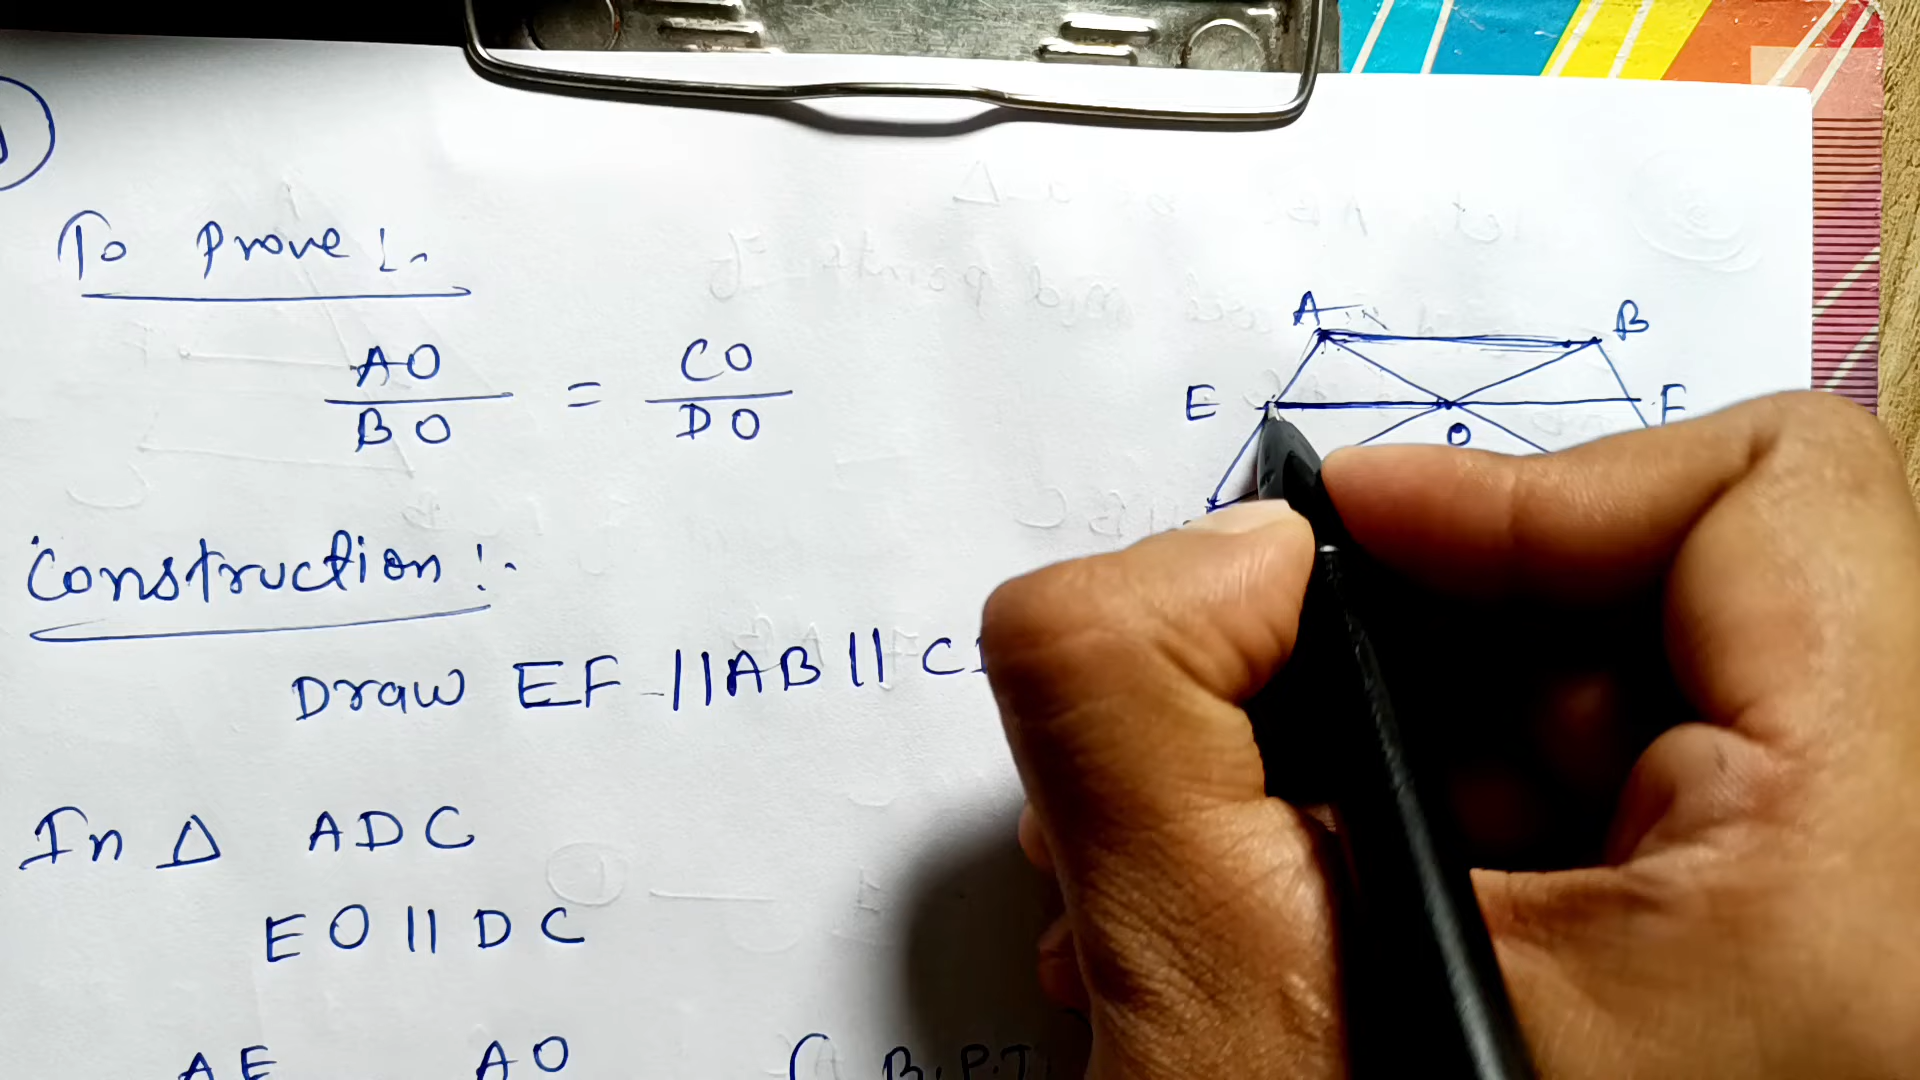 To Prove :-
AO/BO = CO/DO
Construction :-
Draw EF || AB || C
In Δ ADC
EO || DC
AE AO ( B.P.T.
A B
E F
O